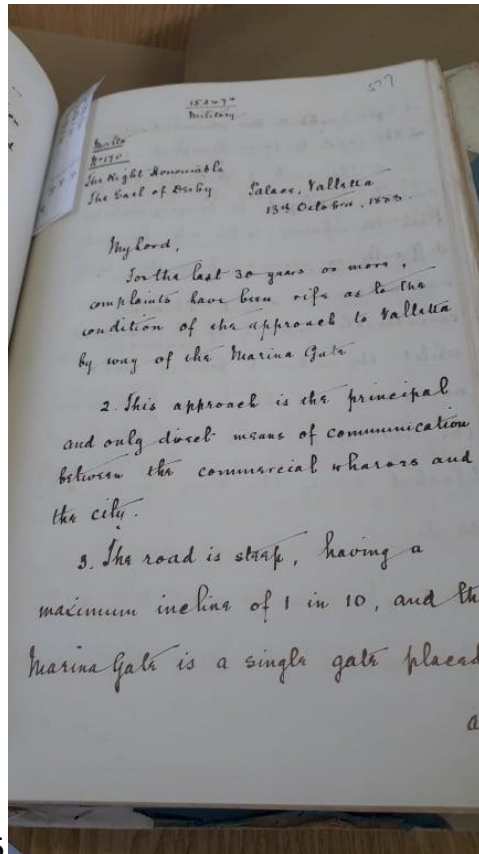 577
Military
Malta
The Right Honourable
The Earl of Derby
Palace, Valletta
13th October, 1883.
My Lord,
For the last 30 years or more,
complaints have been rife as to the
condition of the approach to Valletta
by way of the Marina Gate
2. This approach is the principal
and only direct means of communication
between the commercial wharves and
the city.
3. The road is steep, having a
maximum incline of 1 in 10, and the
Marina Gate is a single gate placed
a